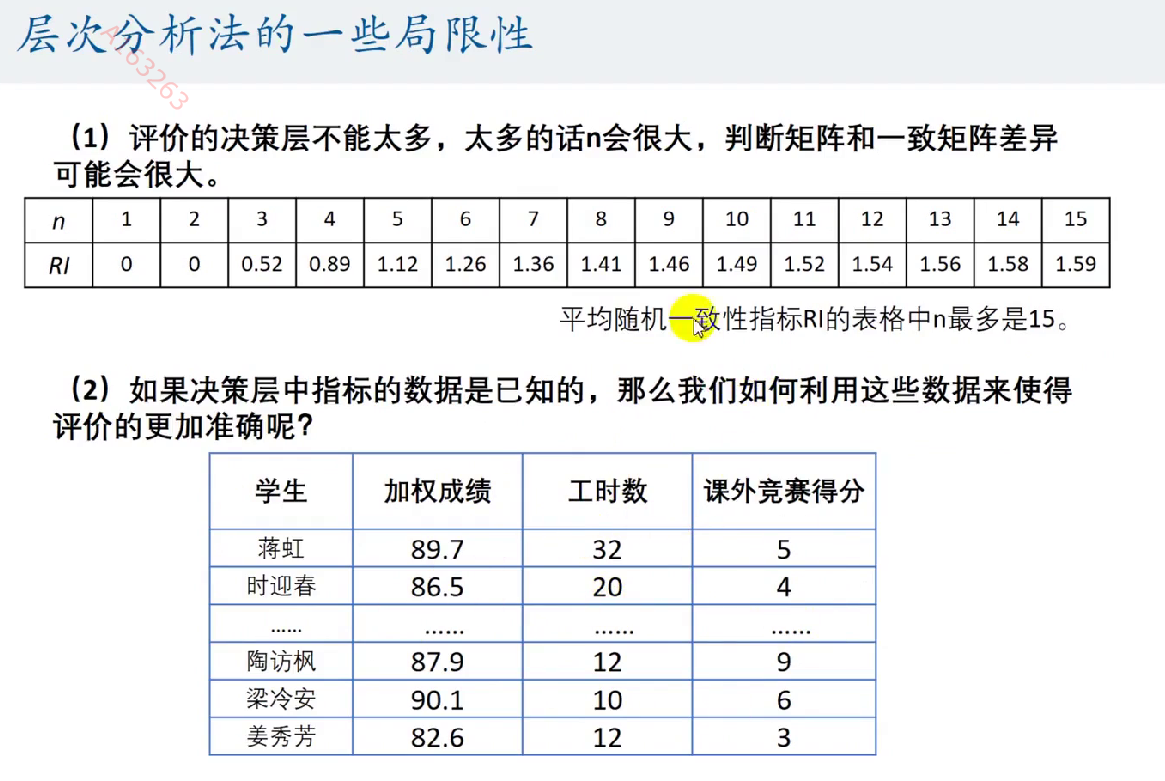 层次分析法的一些局限性
A163263
（1）评价的决策层不能太多，太多的话n会很大，判断矩阵和一致矩阵差异
可能会很大。
n 1 2 3 4 5 6 7 8 9 10 11 12 13 14 15
RI 0 0 0.52 0.89 1.12 1.26 1.36 1.41 1.46 1.49 1.52 1.54 1.56 1.58 1.59
平均随机一致性指标RI的表格中n最多是15。
（2）如果决策层中指标的数据是已知的，那么我们如何利用这些数据来使得
评价的更加准确呢？
学生 加权成绩 工时数 课外竞赛得分
蒋虹 89.7 32 5
时迎春 86.5 20 4
…… …… …… ……
陶访枫 87.9 12 9
梁冷安 90.1 10 6
姜秀芳 82.6 12 3